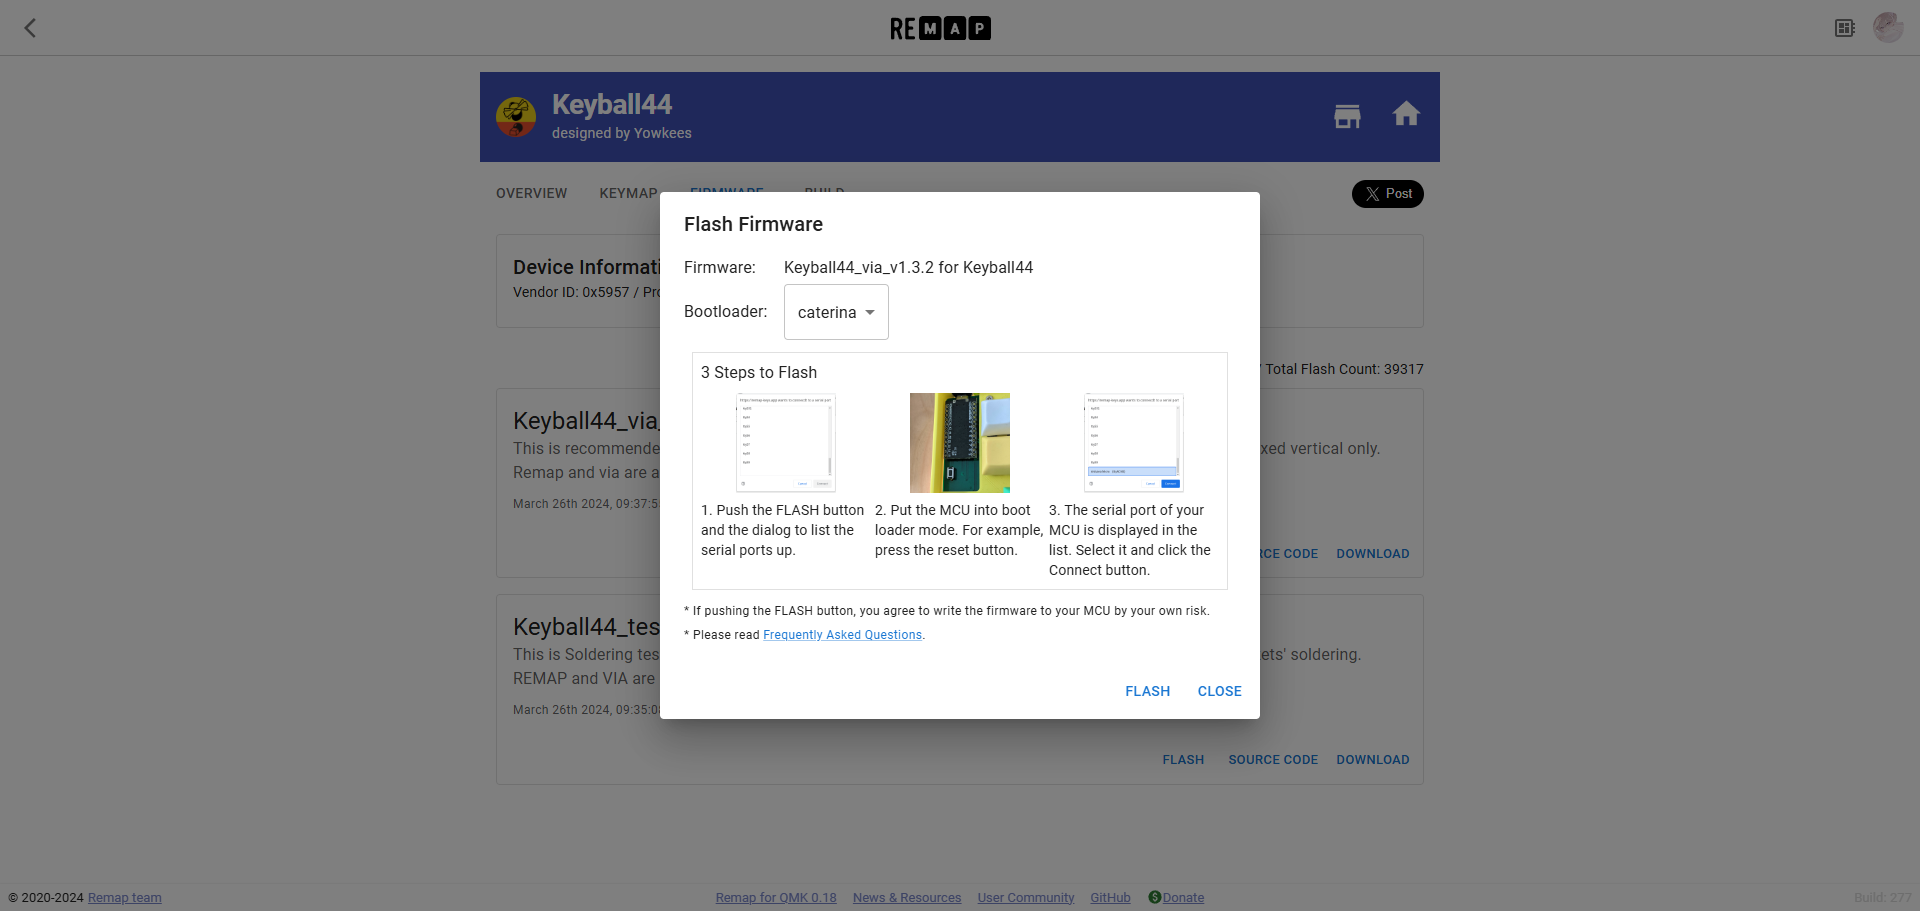 REMAP
Keyball44
designed by Yowkees
OVERVIEW
KEYMAP
FIRMWARE
BUILD
Post
Flash Firmware
Firmware:
Keyball44_via_v1.3.2 for Keyball44
Bootloader:
caterina
Device Informati
Vendor ID: 0x5957 / Pro
Total Flash Count: 39317
3 Steps to Flash
1. Push the FLASH button
and the dialog to list the
serial ports up.
2. Put the MCU into boot
loader mode. For example,
press the reset button.
3. The serial port of your
MCU is displayed in the
list. Select it and click the
Connect button.
* If pushing the FLASH button, you agree to write the firmware to your MCU by your own risk.
* Please read Frequently Asked Questions.
FLASH
CLOSE
Keyball44_via_
This is recommende
xed vertical only.
Remap and via are a
March 26th 2024, 09:37:5
RCE CODE
DOWNLOAD
Keyball44_tes
This is Soldering tes
ets' soldering.
REMAP and VIA are
March 26th 2024, 09:35:0
FLASH
SOURCE CODE
DOWNLOAD
© 2020-2024 Remap team
Remap for QMK 0.18
News & Resources
User Community
GitHub
Donate
Build: 277